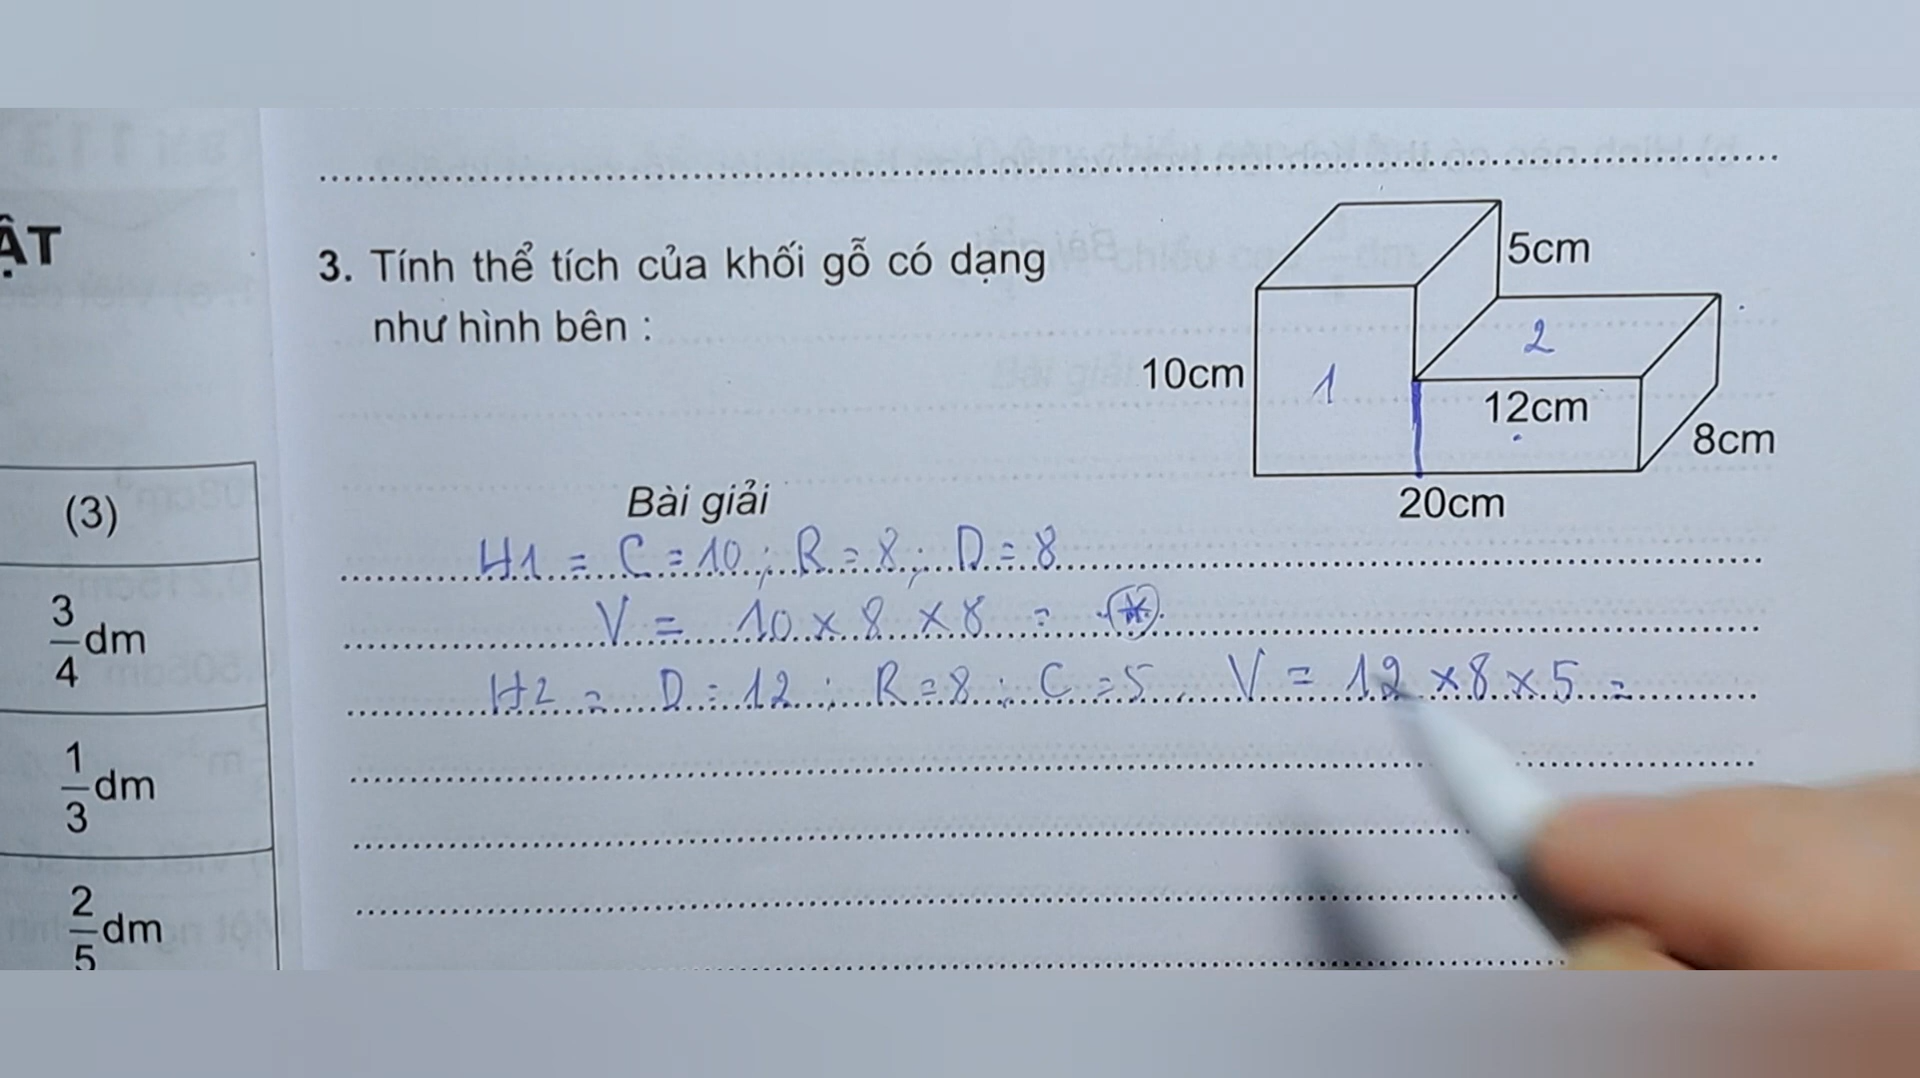 ẬT
(3)
3/4 dm
1/3 dm
2/5 dm
3. Tính thể tích của khối gỗ có dạng
như hình bên :
5cm
2
10cm
1
12cm
8cm
20cm
Bài giải
H1 = C = 10 ; R = 8 ; D = 8
V = 10 x 8 x 8 = *
H2 = D = 12 ; R = 8 ; C = 5 , V = 12 x 8 x 5 =